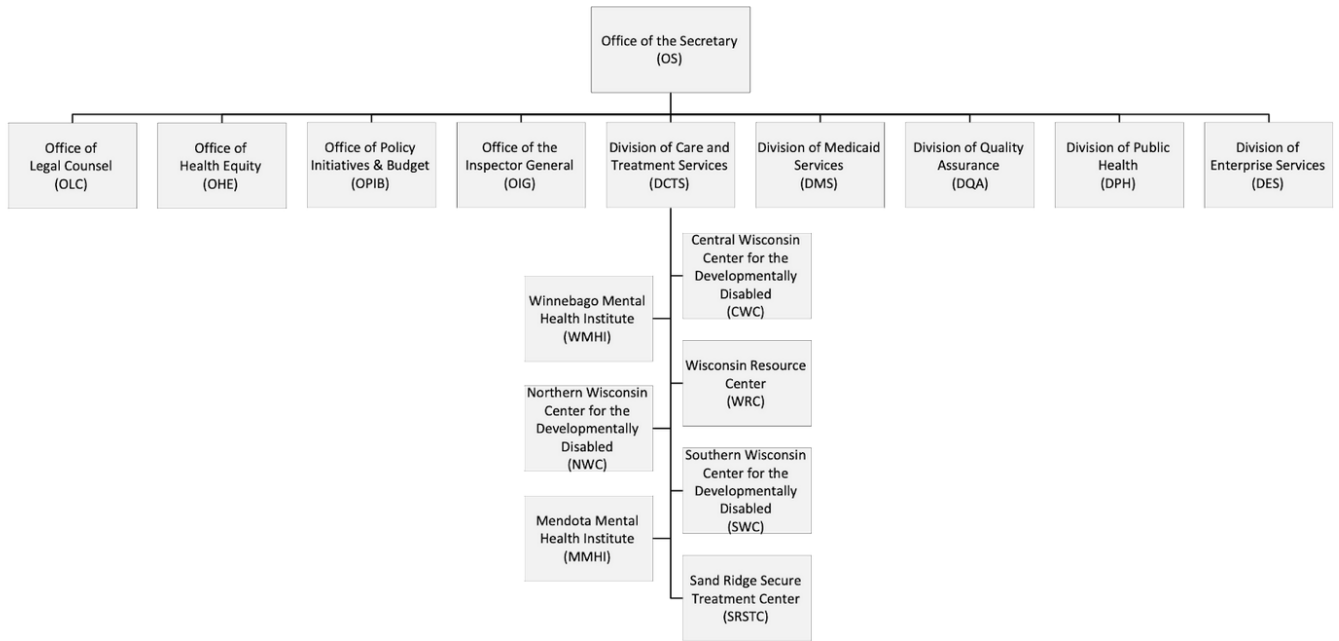 Office of the Secretary
(OS)
Office of
Legal Counsel
(OLC)
Office of
Health Equity
(OHE)
Office of Policy
Initiatives & Budget
(OPIB)
Office of the
Inspector General
(OIG)
Division of Care and
Treatment Services
(DCTS)
Division of Medicaid
Services
(DMS)
Division of Quality
Assurance
(DQA)
Division of Public
Health
(DPH)
Division of
Enterprise Services
(DES)
Central Wisconsin
Center for the
Developmentally
Disabled
(CWC)
Winnebago Mental
Health Institute
(WMHI)
Wisconsin Resource
Center
(WRC)
Northern Wisconsin
Center for the
Developmentally
Disabled
(NWC)
Southern Wisconsin
Center for the
Developmentally
Disabled
(SWC)
Mendota Mental
Health Institute
(MMHI)
Sand Ridge Secure
Treatment Center
(SRSTC)